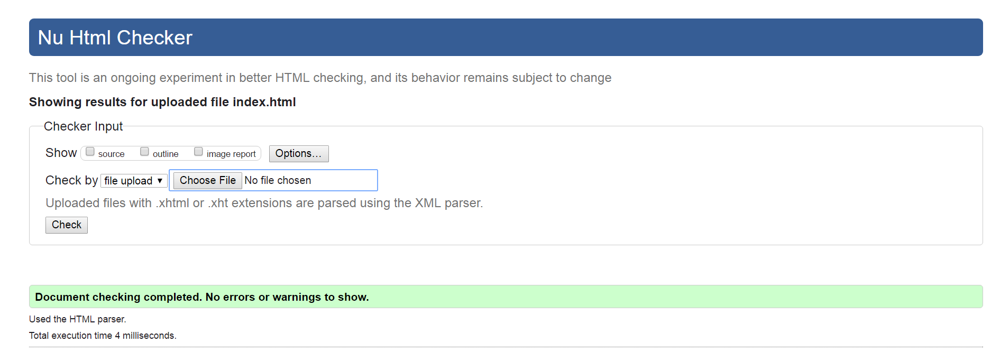 Nu Html Checker
This tool is an ongoing experiment in better HTML checking, and its behavior remains subject to change
Showing results for uploaded file index.html
Checker Input
Show source outline image report Options...
Check by file upload ▼ Choose File No file chosen
Uploaded files with .xhtml or .xht extensions are parsed using the XML parser.
Check
Document checking completed. No errors or warnings to show.
Used the HTML parser.
Total execution time 4 milliseconds.